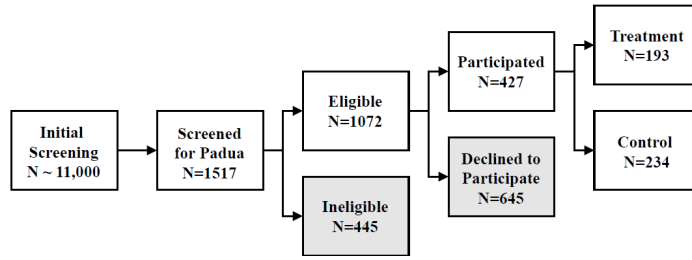 Initial
Screening
N ~ 11,000
Screened
for Padua
N=1517
Eligible
N=1072
Ineligible
N=445
Participated
N=427
Declined to
Participate
N=645
Treatment
N=193
Control
N=234